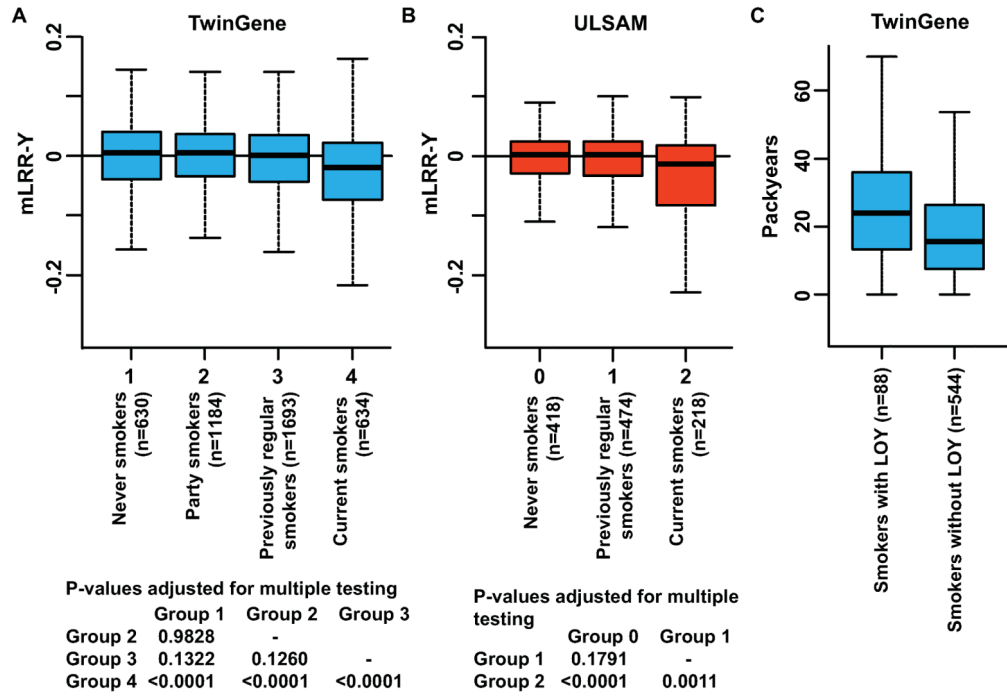 A
TwinGene
0.2
0
-0.2
mLRR-Y
1
2
3
4
Never smokers
(n=630)
Party smokers
(n=1184)
Previously regular
smokers (n=1693)
Current smokers
(n=634)
P-values adjusted for multiple testing
Group 1 Group 2 Group 3
Group 2 0.9828 -
Group 3 0.1322 0.1260 -
Group 4 <0.0001 <0.0001 <0.0001
B
ULSAM
0.2
0
-0.2
mLRR-Y
0
1
2
Never smokers
(n=418)
Previously regular
smokers (n=474)
Current smokers
(n=218)
P-values adjusted for multiple
testing
Group 0 Group 1
Group 1 0.1791 -
Group 2 <0.0001 0.0011
C
TwinGene
60
40
20
0
Packyears
Smokers with LOY (n=88)
Smokers without LOY (n=544)